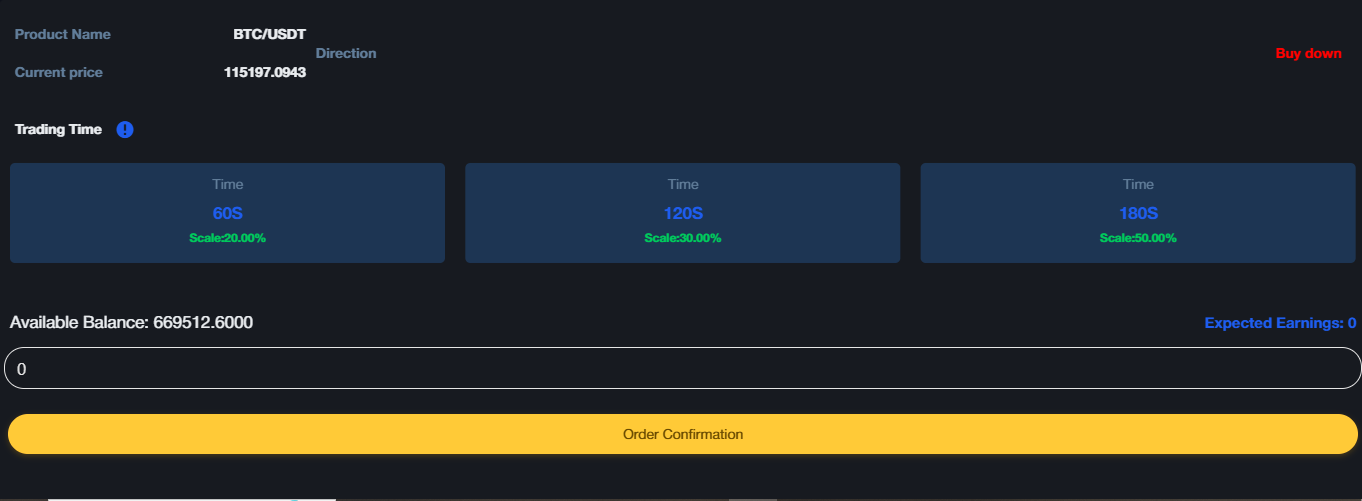 Product Name BTC/USDT
Direction Buy down
Current price 115197.0943
Trading Time
Time Time Time
60S 120S 180S
Scale:20.00% Scale:30.00% Scale:50.00%
Available Balance: 669512.6000 Expected Earnings: 0
0
Order Confirmation